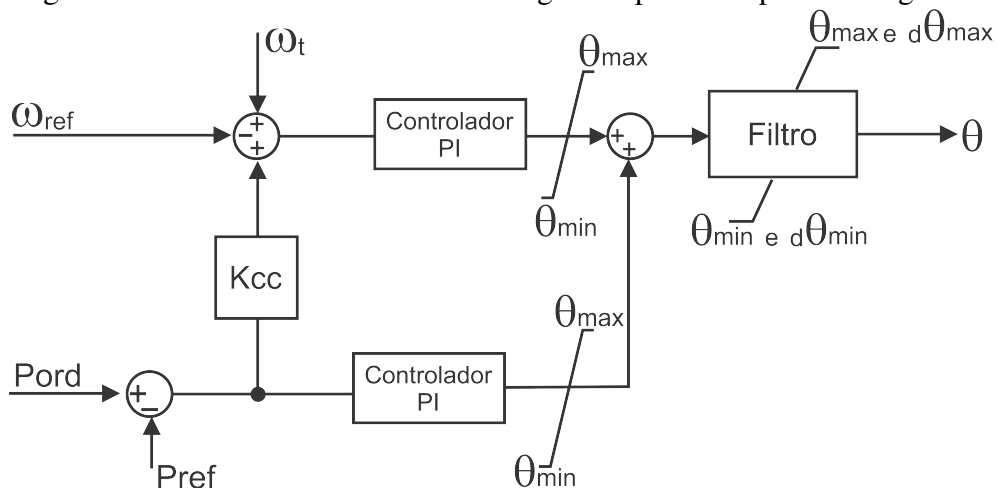 ωt
ωref
− + +
Controlador
PI
θmax
θmin
+ +
θmax e dθmax
Filtro
θmin e dθmin
θ
Kcc
Pord
+ −
Pref
Controlador
PI
θmax
θmin